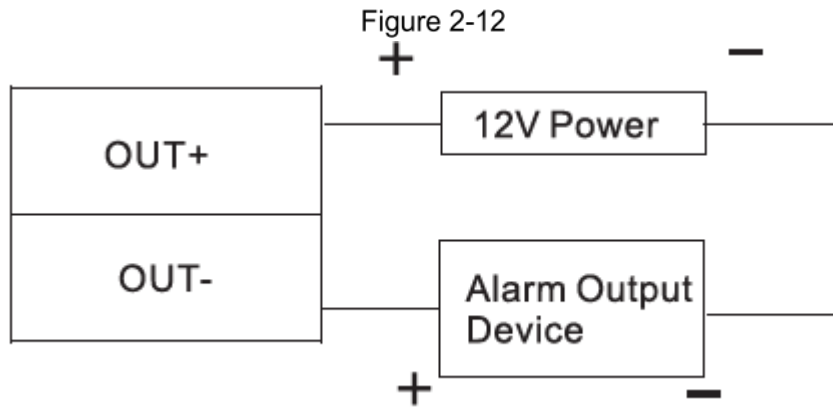 Figure 2-12
+ −
OUT+ 12V Power
OUT- Alarm Output
Device
+ −